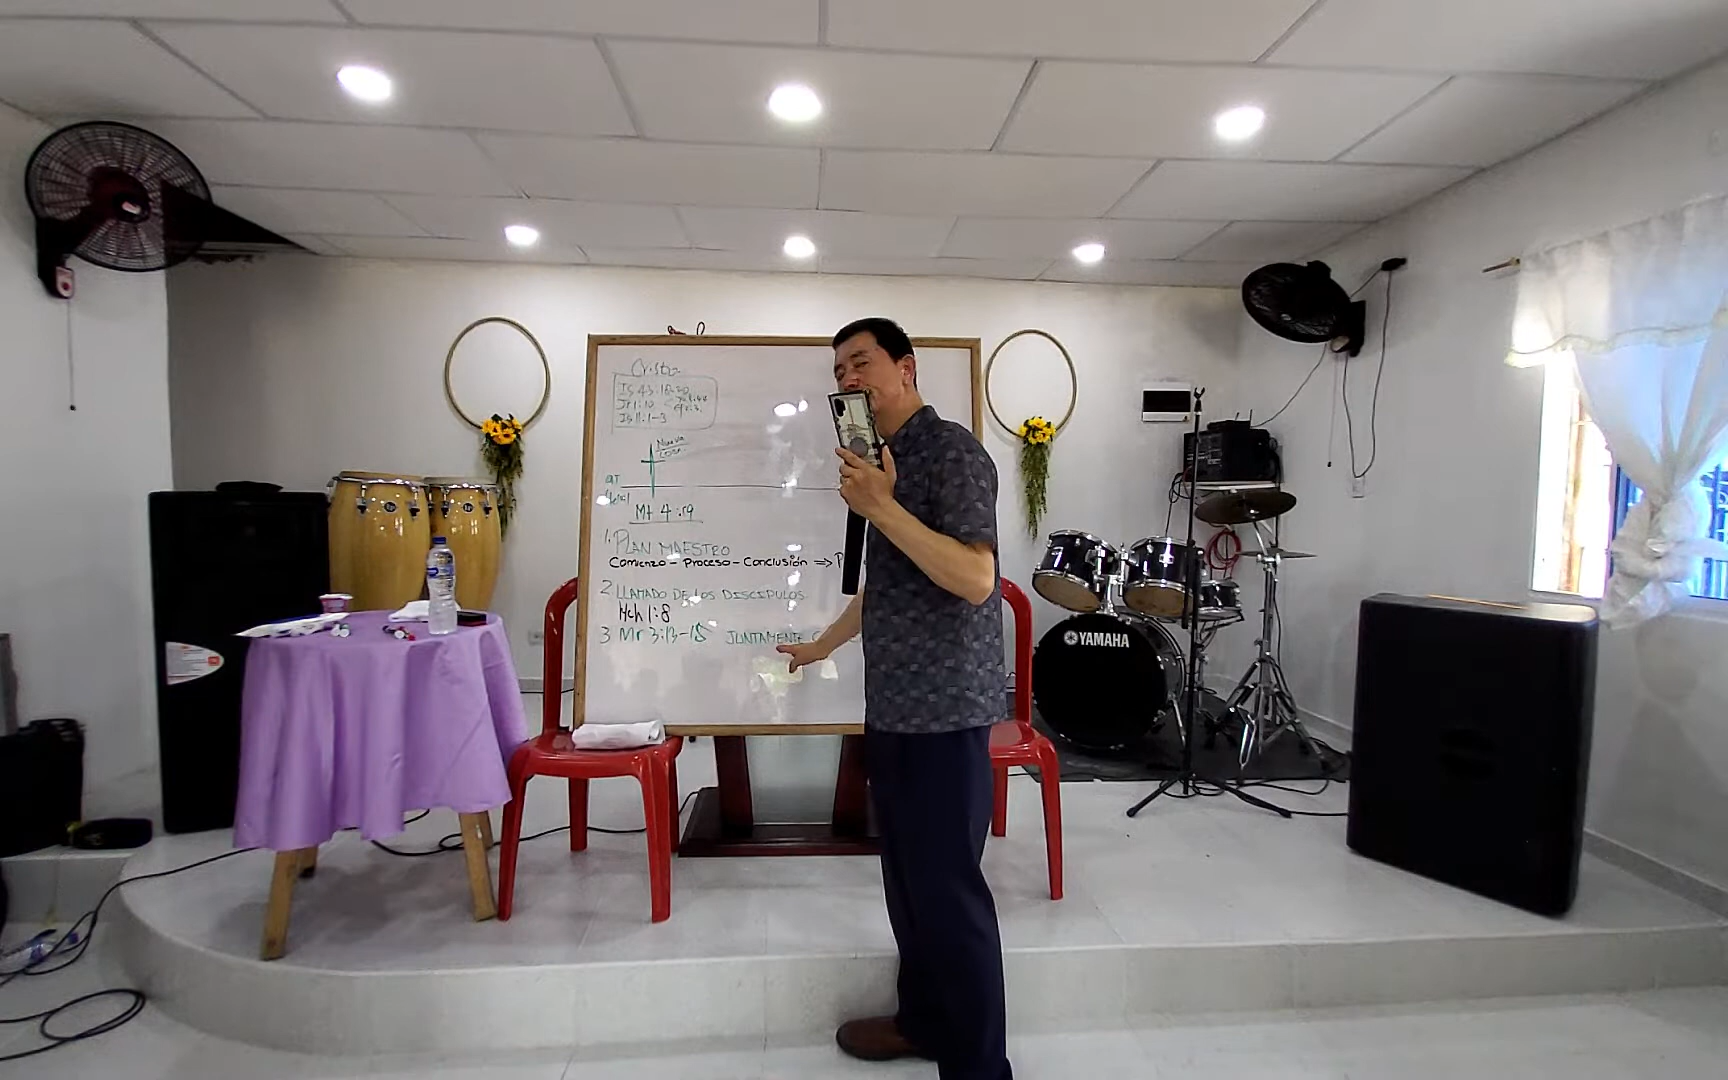 Cristo
Is 43:18-20
Jr 1:10
Is 11:1-3
Nueva
Cosa
AT
Mt 4:19
1. PLAN MAESTRO
Comienzo - Proceso - Conclusión => P
2. LLAMADO DE LOS DISCIPULOS
Hch 1:8
3 Mr 3:13-15 JUNTAMENTE C
YAMAHA